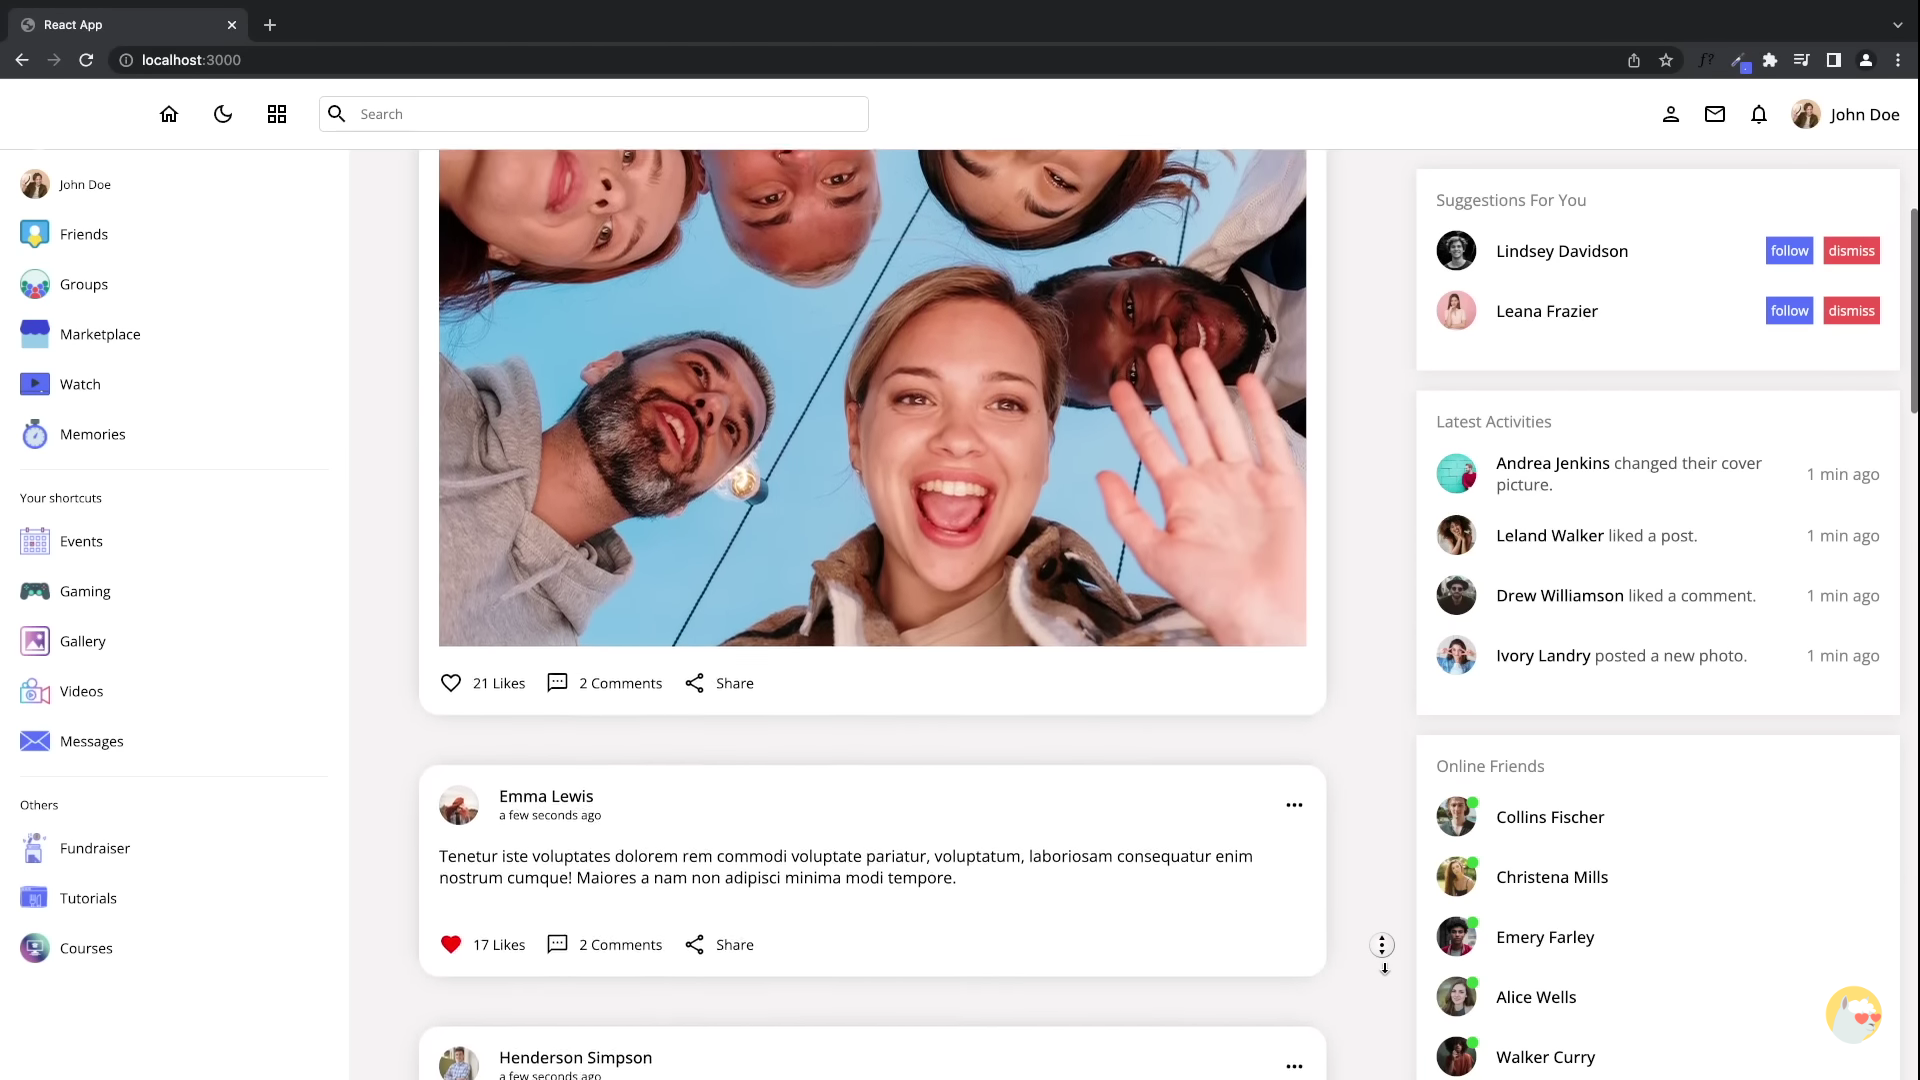 React App
localhost:3000
Search
John Doe
John Doe
Friends
Groups
Marketplace
Watch
Memories
Your shortcuts
Events
Gaming
Gallery
Videos
Messages
Others
Fundraiser
Tutorials
Courses
21 Likes
2 Comments
Share
Emma Lewis
a few seconds ago
Tenetur iste voluptates dolorem rem commodi voluptate pariatur, voluptatum, laboriosam consequatur enim
nostrum cumque! Maiores a nam non adipisci minima modi tempore.
17 Likes
2 Comments
Share
Henderson Simpson
a few seconds ago
Suggestions For You
Lindsey Davidson
follow
dismiss
Leana Frazier
follow
dismiss
Latest Activities
Andrea Jenkins changed their cover
picture.
1 min ago
Leland Walker liked a post.
1 min ago
Drew Williamson liked a comment.
1 min ago
Ivory Landry posted a new photo.
1 min ago
Online Friends
Collins Fischer
Christena Mills
Emery Farley
Alice Wells
Walker Curry